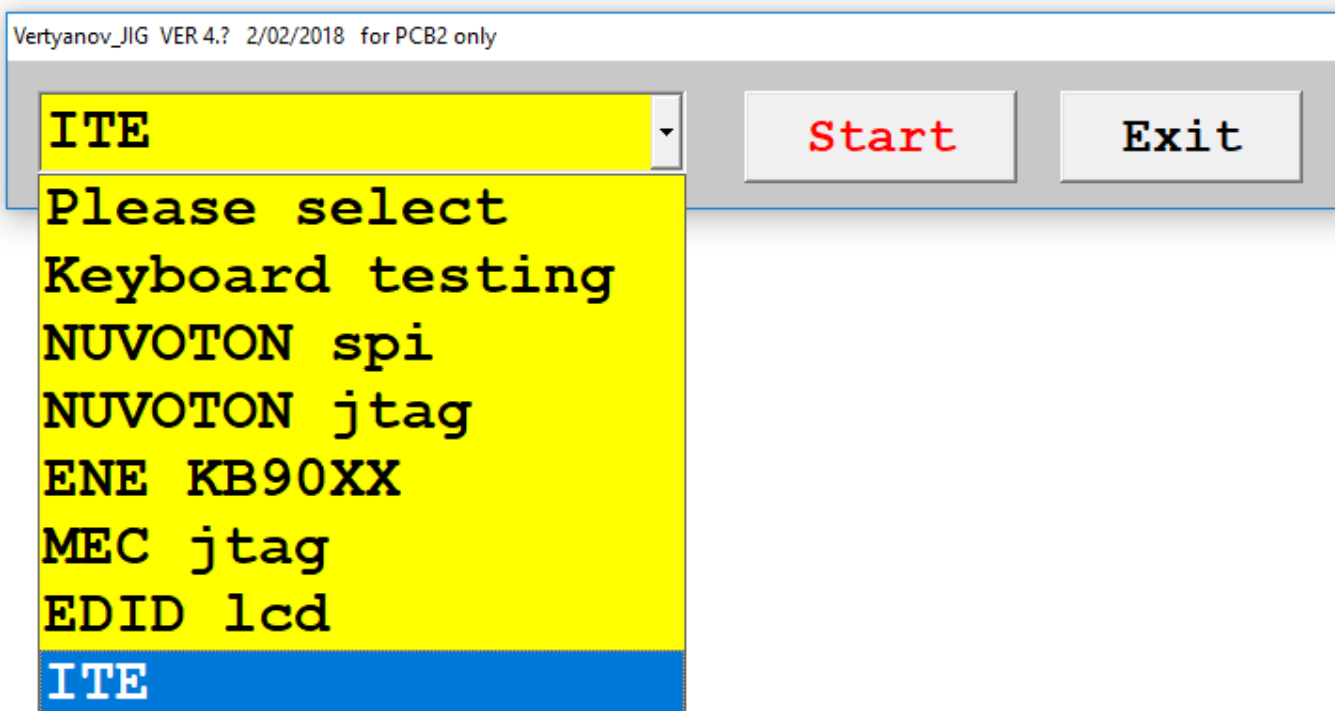 Vertyanov_JIG VER 4.? 2/02/2018 for PCB2 only
ITE
Start
Exit
Please select
Keyboard testing
NUVOTON spi
NUVOTON jtag
ENE KB90XX
MEC jtag
EDID lcd
ITE